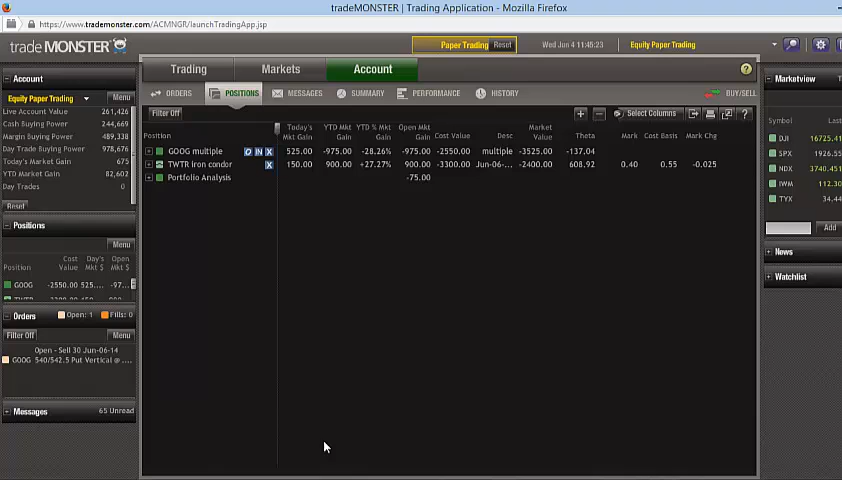 tradeMONSTER | Trading Application - Mozilla Firefox
https://www.trademonster.com/ACMNGR/launchTradingApp.jsp
trade MONSTER
Paper Trading Reset
Wed Jun 4 11:45:23
Equity Paper Trading
Account
Equity Paper Trading Menu
Live Account Value 261,426
Cash Buying Power 244,669
Margin Buying Power 489,338
Day Trade Buying Power 978,676
Today's Market Gain 675
YTD Market Gain 82,602
Day Trades 0
Reset
Positions
Menu
Position Cost Value Day's Mkt $ Open Mkt $
GOOG -2550.00 525.... -97...
Orders Open: 1 Fills: 0
Filter Off Menu
Open - Sell 30 Jun-06-14
GOOG 540/542.5 Put Vertical @ ....
Messages 65 Unread
Trading Markets Account ?
ORDERS POSITIONS MESSAGES SUMMARY PERFORMANCE HISTORY BUY/SELL
Filter Off Select Columns ?
Position Today's Mkt Gain YTD Mkt Gain YTD % Mkt Gain Open Mkt Gain Cost Value Desc Market Value Theta Mark Cost Basis Mark Chg
GOOG multiple O IN X 525.00 -975.00 -28.26% -975.00 -2550.00 multiple -3525.00 -137.04
TWTR iron condor X 150.00 900.00 +27.27% 900.00 -3300.00 Jun-06-... -2400.00 608.92 0.40 0.55 -0.025
Portfolio Analysis -75.00
Marketview
Symbol
DJI 16725.41
SPX 1926.55
NDX 3740.451
IWM 112.30
TYX 34.44
Add
News
Watchlist